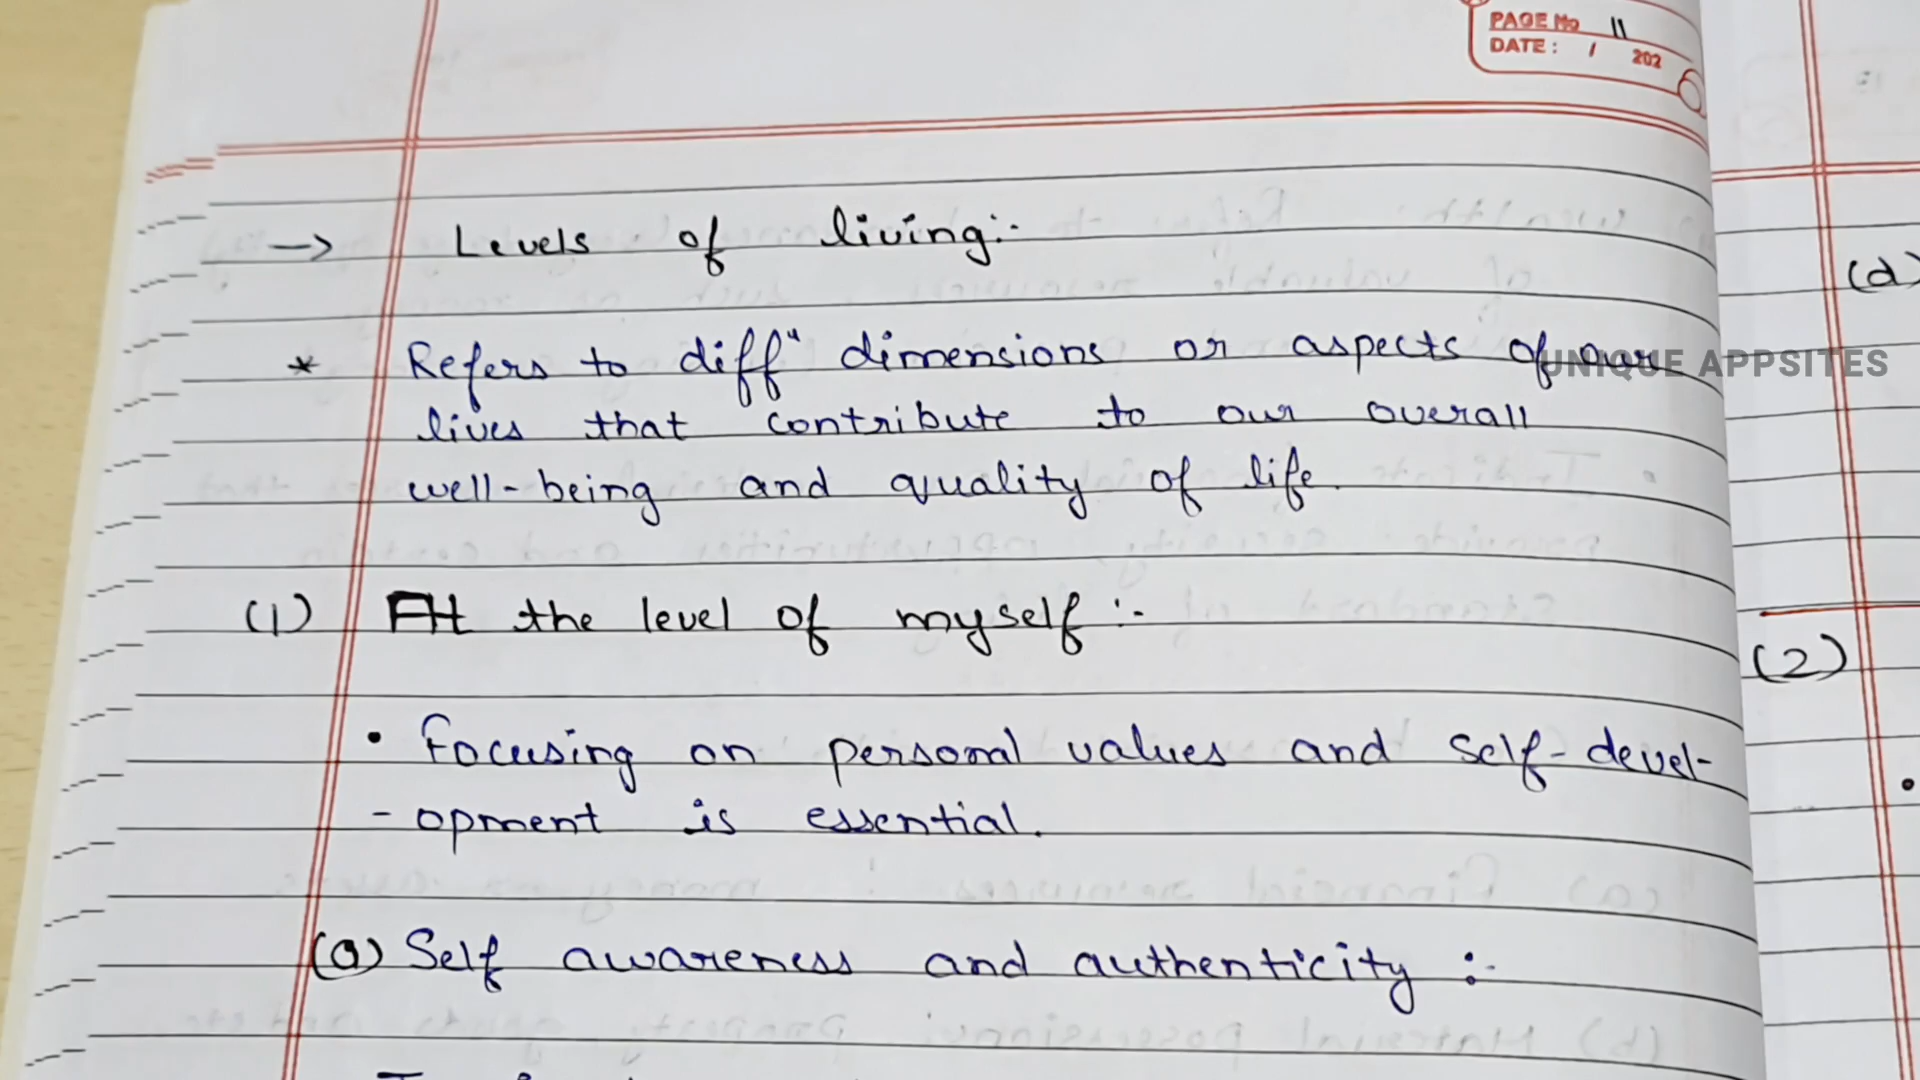 PAGE No 11
DATE: / 202
→ Levels of living:-
* Refers to diffⁿ dimensions or aspects of our
lives that contribute to our overall
well-being and quality of life.
(1) At the level of myself :-
• Focusing on personal values and self-devel-
- opment is essential.
(a) Self awareness and authenticity :-
UNIQUE APPSITES
(d)
(2)